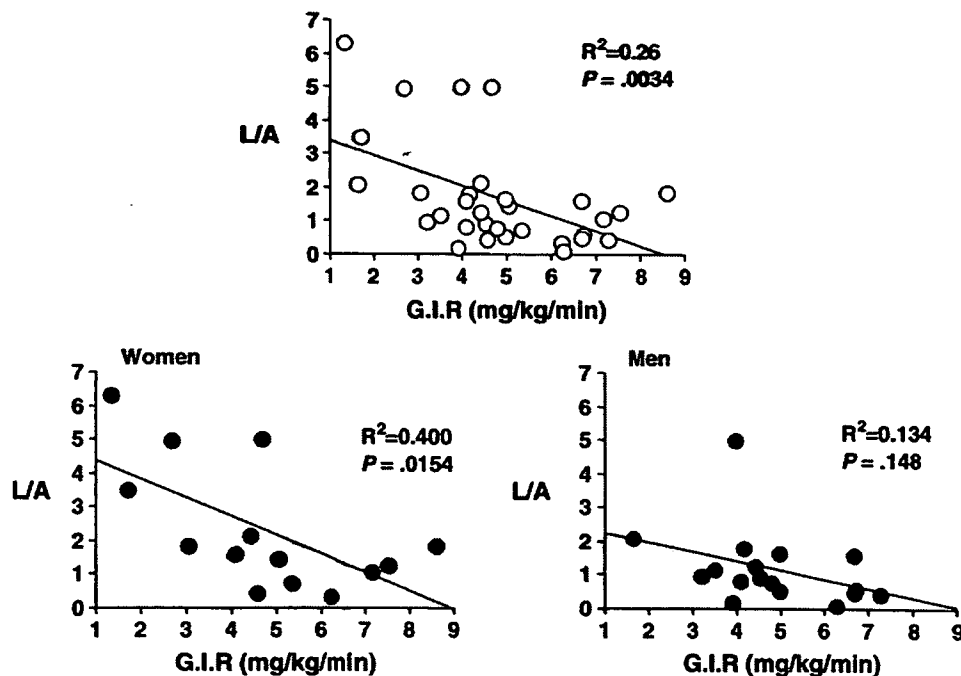 7
6
R²=0.26
5
P = .0034
4
L/A
3
2
1
0
1 2 3 4 5 6 7 8 9
G.I.R (mg/kg/min)
Women
7
6
5
R²=0.400
P = .0154
4
L/A
3
2
1
0
1 2 3 4 5 6 7 8 9
G.I.R (mg/kg/min)
Men
7
6
5
R²=0.134
P = .148
4
L/A
3
2
1
0
1 2 3 4 5 6 7 8 9
G.I.R (mg/kg/min)